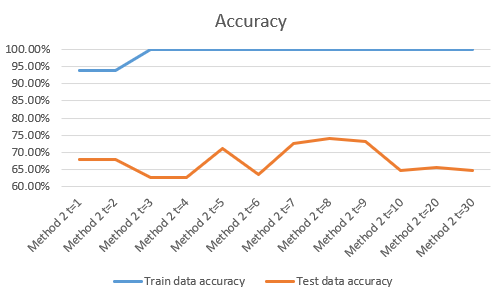 Accuracy
100.00%
95.00%
90.00%
85.00%
80.00%
75.00%
70.00%
65.00%
60.00%
Method 2 t=1
Method 2 t=2
Method 2 t=3
Method 2 t=4
Method 2 t=5
Method 2 t=6
Method 2 t=7
Method 2 t=8
Method 2 t=9
Method 2 t=10
Method 2 t=20
Method 2 t=30
Train data accuracy
Test data accuracy